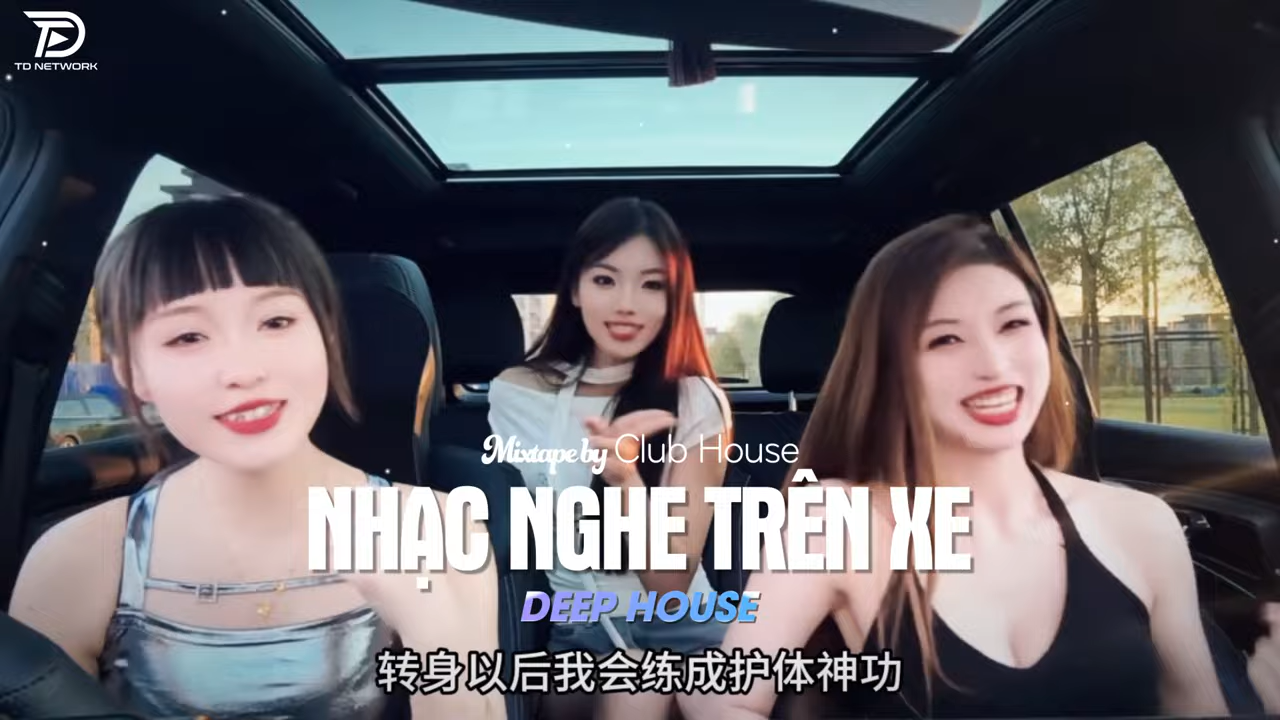 TD NETWORK
Mixtape by Club House
NHẠC NGHE TRÊN XE
DEEP HOUSE
转身以后我会练成护体神功